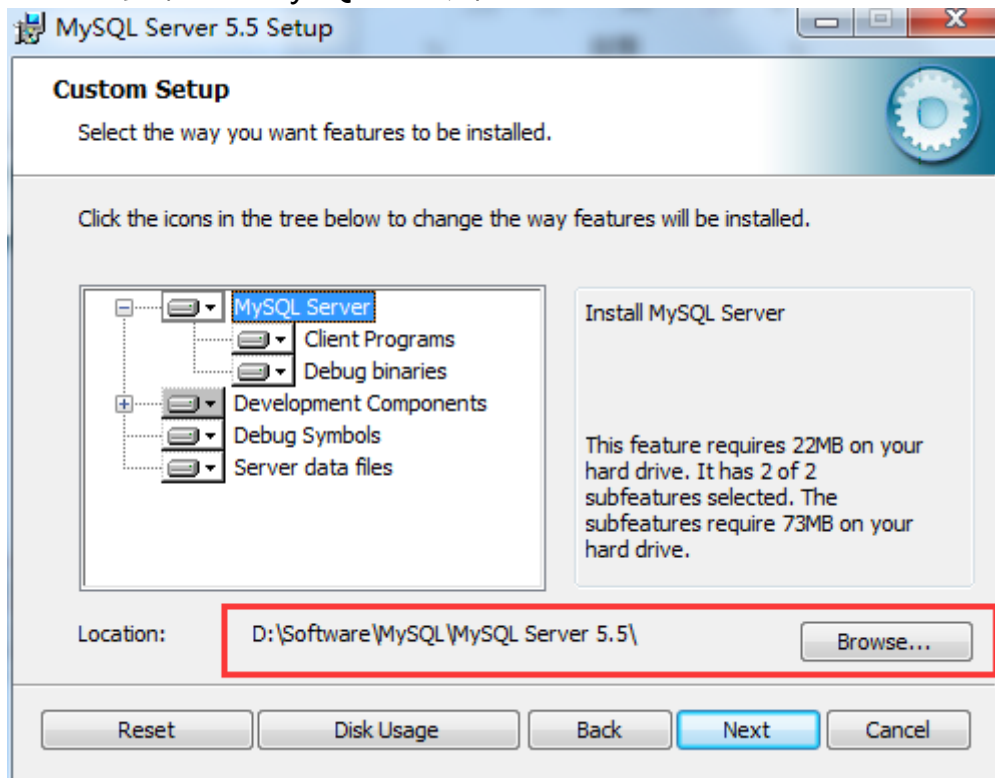 MySQL Server 5.5 Setup
Custom Setup
Select the way you want features to be installed.
Click the icons in the tree below to change the way features will be installed.
MySQL Server
Client Programs
Debug binaries
Development Components
Debug Symbols
Server data files
Install MySQL Server
This feature requires 22MB on your
hard drive. It has 2 of 2
subfeatures selected. The
subfeatures require 73MB on your
hard drive.
Location:
D:\Software\MySQL\MySQL Server 5.5\
Browse...
Reset
Disk Usage
Back
Next
Cancel